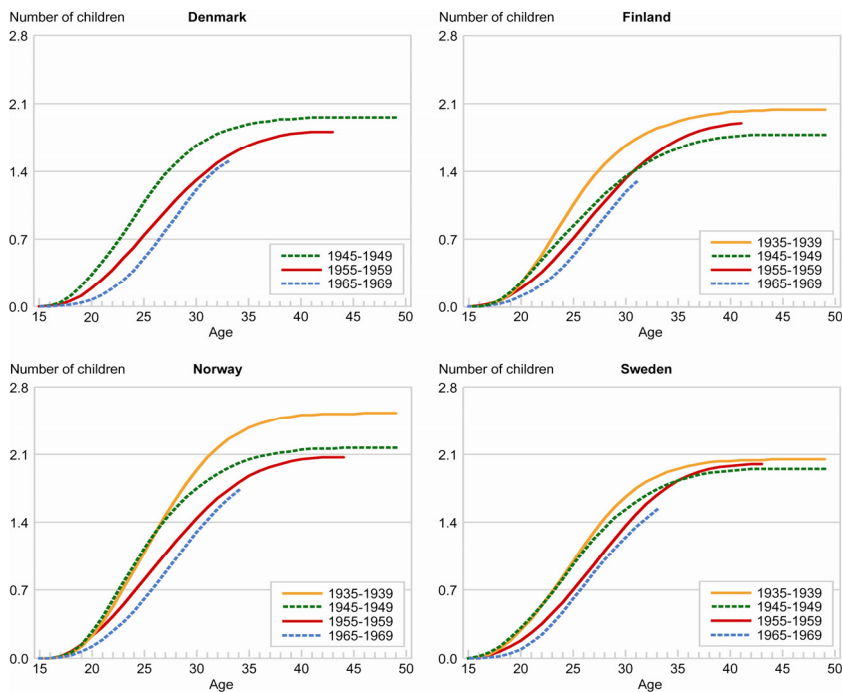 Number of children Denmark
2.8
2.1
1.4
0.7
0.0
15 20 25 30 35 40 45 50
Age
1945-1949
1955-1959
1965-1969
Number of children Finland
2.8
2.1
1.4
0.7
0.0
15 20 25 30 35 40 45 50
Age
1935-1939
1945-1949
1955-1959
1965-1969
Number of children Norway
2.8
2.1
1.4
0.7
0.0
15 20 25 30 35 40 45 50
Age
1935-1939
1945-1949
1955-1959
1965-1969
Number of children Sweden
2.8
2.1
1.4
0.7
0.0
15 20 25 30 35 40 45 50
Age
1935-1939
1945-1949
1955-1959
1965-1969